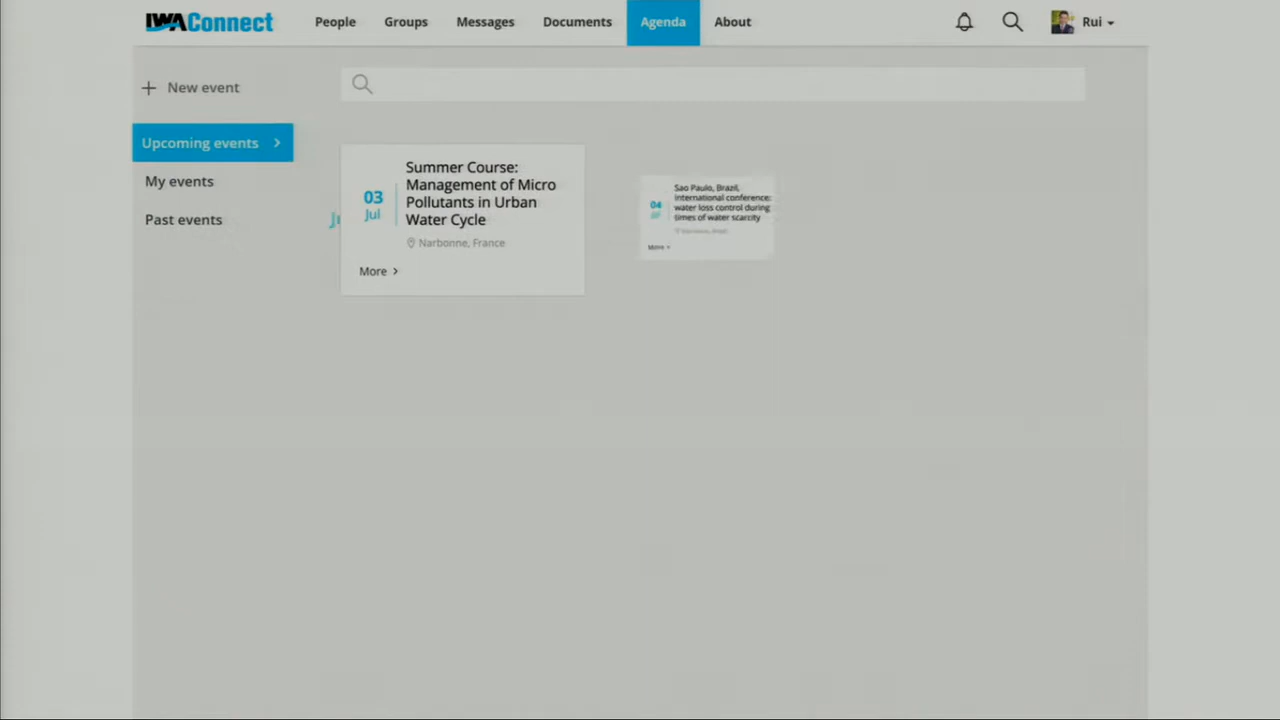 IWAConnect
People
Groups
Messages
Documents
Agenda
About
Rui
New event
Upcoming events
My events
Past events
03
Jul
Summer Course:
Management of Micro
Pollutants in Urban
Water Cycle
Narbonne, France
More
04
Sao Paulo, Brazil,
international conference:
water loss control during
times of water scarcity
More